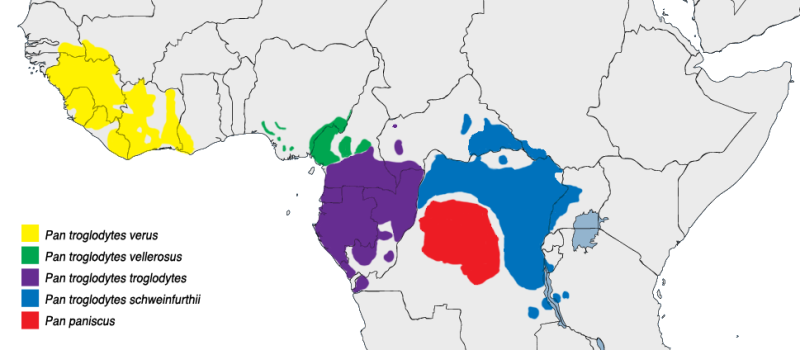 Pan troglodytes verus
Pan troglodytes vellerosus
Pan troglodytes troglodytes
Pan troglodytes schweinfurthii
Pan paniscus